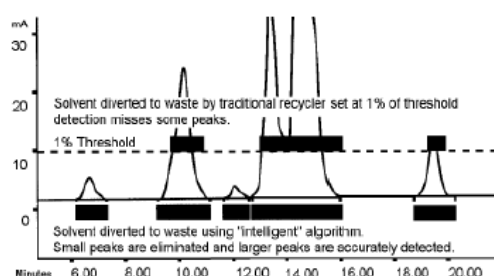 mA
30
20
Solvent diverted to waste by traditional recycler set at 1% of threshold
detection misses some peaks.
1% Threshold
10
0
Solvent diverted to waste using "intelligent" algorithm.
Small peaks are eliminated and larger peaks are accurately detected.
Minutes 6.00 8.00 10.00 12.00 14.00 16.00 18.00 20.00